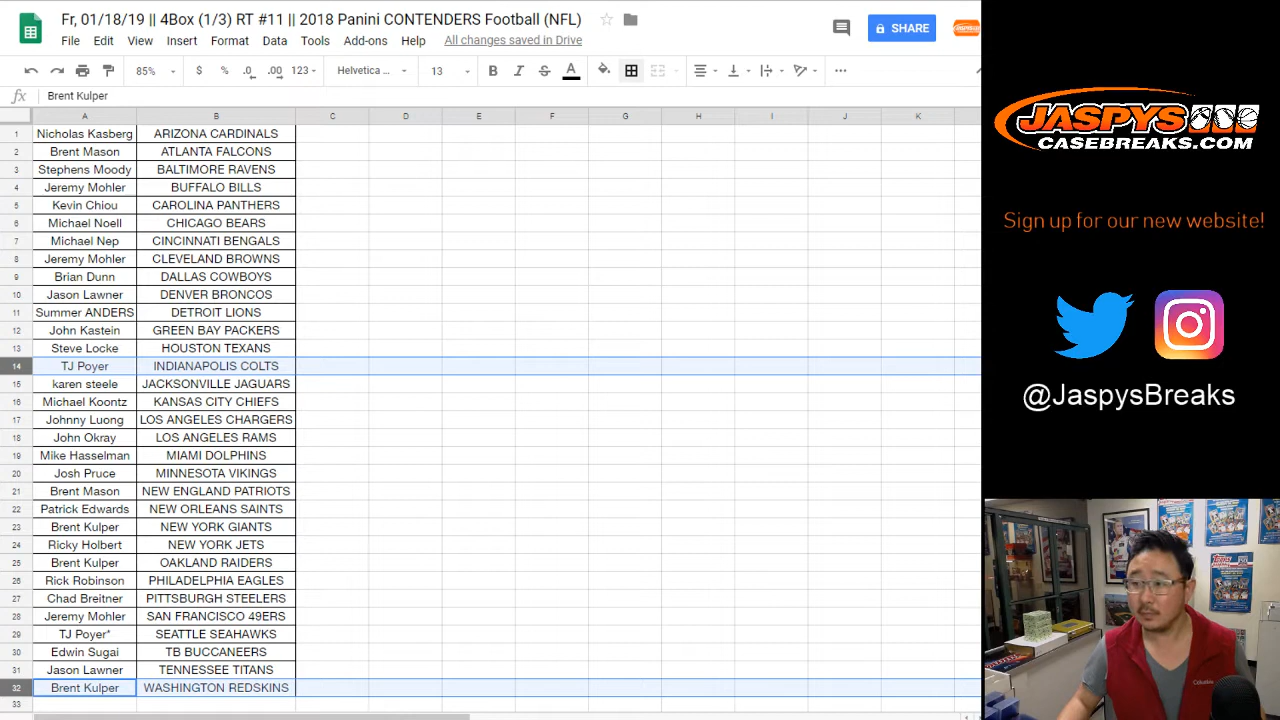 Fr, 01/18/19 || 4Box (1/3) RT #11 || 2018 Panini CONTENDERS Football (NFL)
File Edit View Insert Format Data Tools Add-ons Help All changes saved in Drive
SHARE
85% $ % .0 .00 123 Helvetica ... 13 B I S A
fx Brent Kulper
A B C D E F G H I J K
1 Nicholas Kasberg ARIZONA CARDINALS
2 Brent Mason ATLANTA FALCONS
3 Stephens Moody BALTIMORE RAVENS
4 Jeremy Mohler BUFFALO BILLS
5 Kevin Chiou CAROLINA PANTHERS
6 Michael Noell CHICAGO BEARS
7 Michael Nep CINCINNATI BENGALS
8 Jeremy Mohler CLEVELAND BROWNS
9 Brian Dunn DALLAS COWBOYS
10 Jason Lawner DENVER BRONCOS
11 Summer ANDERS DETROIT LIONS
12 John Kastein GREEN BAY PACKERS
13 Steve Locke HOUSTON TEXANS
14 TJ Poyer INDIANAPOLIS COLTS
15 karen steele JACKSONVILLE JAGUARS
16 Michael Koontz KANSAS CITY CHIEFS
17 Johnny Luong LOS ANGELES CHARGERS
18 John Okray LOS ANGELES RAMS
19 Mike Hasselman MIAMI DOLPHINS
20 Josh Pruce MINNESOTA VIKINGS
21 Brent Mason NEW ENGLAND PATRIOTS
22 Patrick Edwards NEW ORLEANS SAINTS
23 Brent Kulper NEW YORK GIANTS
24 Ricky Holbert NEW YORK JETS
25 Brent Kulper OAKLAND RAIDERS
26 Rick Robinson PHILADELPHIA EAGLES
27 Chad Breitner PITTSBURGH STEELERS
28 Jeremy Mohler SAN FRANCISCO 49ERS
29 TJ Poyer* SEATTLE SEAHAWKS
30 Edwin Sugai TB BUCCANEERS
31 Jason Lawner TENNESSEE TITANS
32 Brent Kulper WASHINGTON REDSKINS
33
JASPYS
CASEBREAKS.COM
Sign up for our new website!
@JaspysBreaks
Columbia